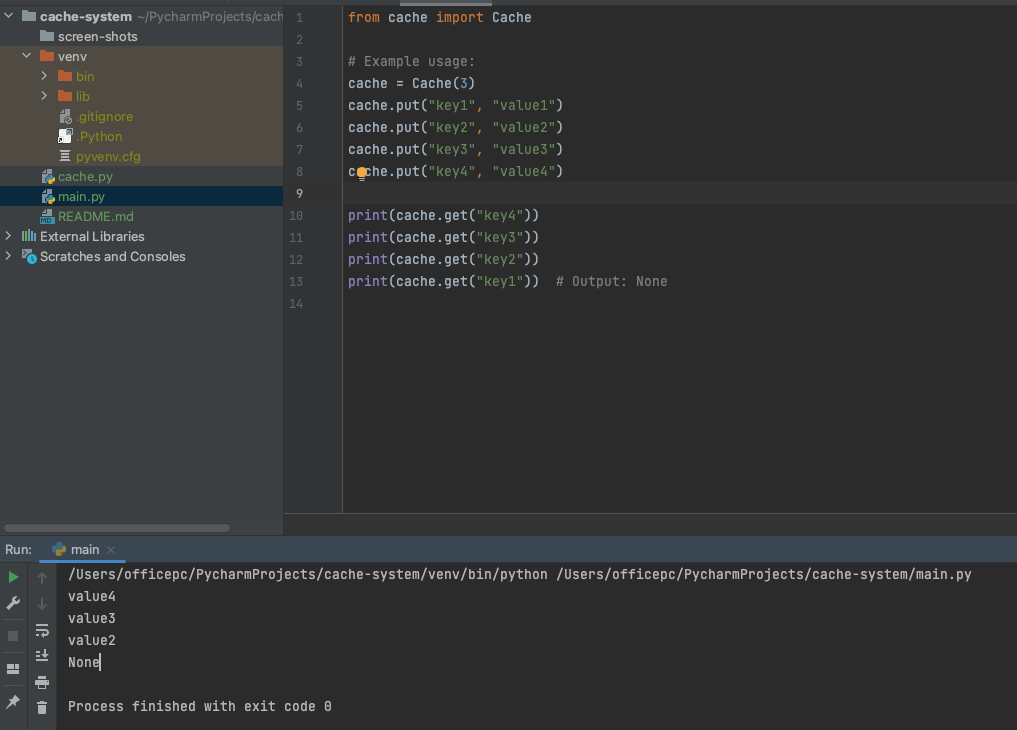 cache-system ~/PycharmProjects/cach
screen-shots
venv
bin
lib
.gitignore
.Python
pyvenv.cfg
cache.py
main.py
README.md
External Libraries
Scratches and Consoles
1 from cache import Cache
2
3 # Example usage:
4 cache = Cache(3)
5 cache.put("key1", "value1")
6 cache.put("key2", "value2")
7 cache.put("key3", "value3")
8 cache.put("key4", "value4")
9
10 print(cache.get("key4"))
11 print(cache.get("key3"))
12 print(cache.get("key2"))
13 print(cache.get("key1"))  # Output: None
14
Run: main
/Users/officepc/PycharmProjects/cache-system/venv/bin/python /Users/officepc/PycharmProjects/cache-system/main.py
value4
value3
value2
None
Process finished with exit code 0